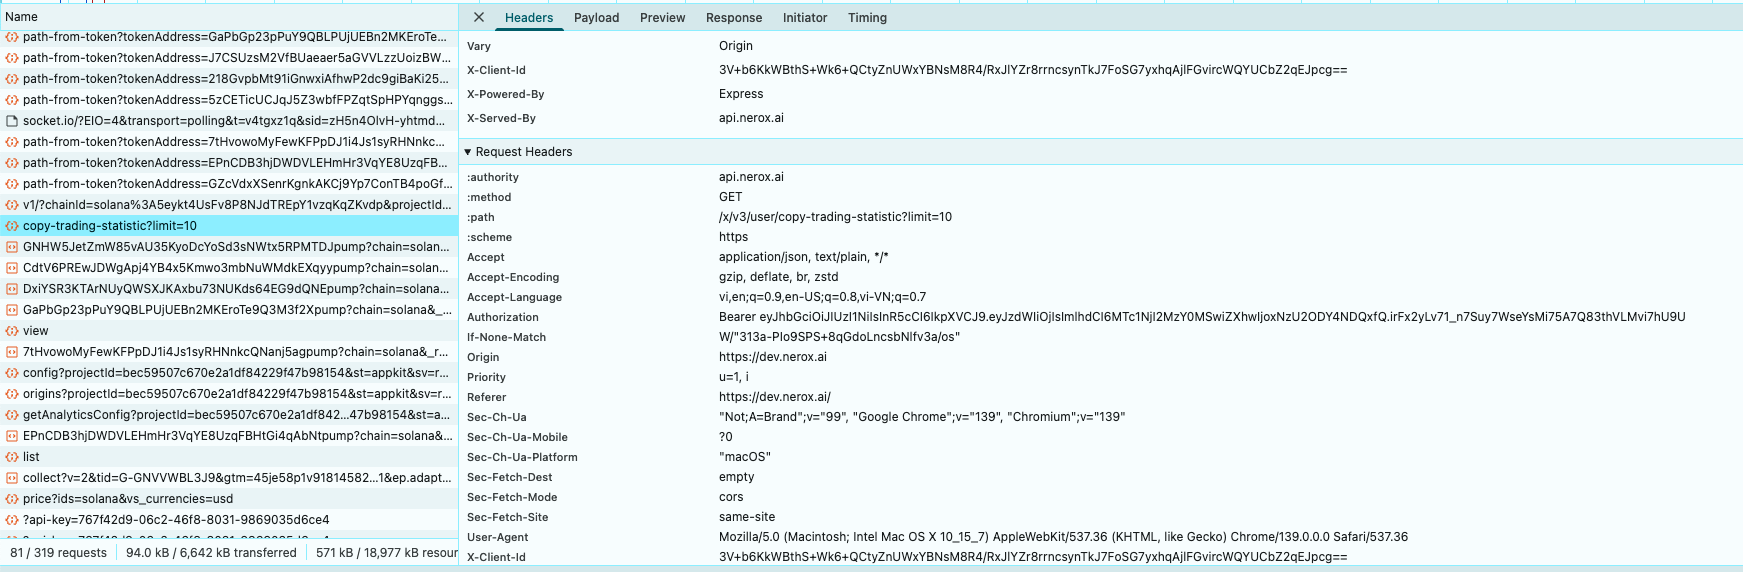 Name
path-from-token?tokenAddress=GaPbGp23pPuY9QBLPUjUEBn2MKEroTe...
path-from-token?tokenAddress=J7CSUzsM2VfBUaeaer5aGVVLzzUoizBW...
path-from-token?tokenAddress=218GvpbMt91iGnwxiAfhwP2dc9giBaKi25...
path-from-token?tokenAddress=5zCETicUCJqJ5Z3wbfFPZqtSpHPYqnggs...
socket.io/?EIO=4&transport=polling&t=v4tgxz1q&sid=zH5n4OlvH-yhtmd...
path-from-token?tokenAddress=7tHvowoMyFewKFPpDJ1i4Js1syRHNnkc...
path-from-token?tokenAddress=EPnCDB3hjDWDVLEHmHr3VqYE8UzqFB...
path-from-token?tokenAddress=GZcVdxXSenrKgnkAKCj9Yp7ConTB4poGf...
v1/?chainId=solana%3A5eykt4UsFv8P8NJdTREpY1vzqKqZKvdp&projectId...
copy-trading-statistic?limit=10
GNHW5JetZmW85vAU35KyoDcYoSd3sNWtx5RPMTDJpump?chain=solan...
CdtV6PREwJDWgApj4YB4x5Kmwo3mbNuWMdkEXqyypump?chain=solan...
DxiYSR3KTArNUyQWSXJKAxbu73NUKds64EG9dQNEpump?chain=solana...
GaPbGp23pPuY9QBLPUjUEBn2MKEroTe9Q3M3f2Xpump?chain=solana&_...
view
7tHvowoMyFewKFPpDJ1i4Js1syRHNnkcQNanj5agpump?chain=solana&_r...
config?projectId=bec59507c670e2a1df84229f47b98154&st=appkit&sv=r...
origins?projectId=bec59507c670e2a1df84229f47b98154&st=appkit&sv=r...
getAnalyticsConfig?projectId=bec59507c670e2a1df842...47b98154&st=a...
EPnCDB3hjDWDVLEHmHr3VqYE8UzqFBHtGi4qAbNtpump?chain=solana&...
list
collect?v=2&tid=G-GNVVWBL3J9&gtm=45je58p1v91814582...1&ep.adapt...
price?ids=solana&vs_currencies=usd
?api-key=767f42d9-06c2-46f8-8031-9869035d6ce4
81 / 319 requests
94.0 kB / 6,642 kB transferred
571 kB / 18,977 kB resour
Headers
Payload
Preview
Response
Initiator
Timing
Vary Origin
X-Client-Id 3V+b6KkWBthS+Wk6+QCtyZnUWxYBNsM8R4/RxJlYZr8rrncsynTkJ7FoSG7yxhqAjlFGvircWQYUCbZ2qEJpcg==
X-Powered-By Express
X-Served-By api.nerox.ai
Request Headers
:authority api.nerox.ai
:method GET
:path /x/v3/user/copy-trading-statistic?limit=10
:scheme https
Accept application/json, text/plain, */*
Accept-Encoding gzip, deflate, br, zstd
Accept-Language vi,en;q=0.9,en-US;q=0.8,vi-VN;q=0.7
Authorization Bearer eyJhbGciOiJIUzI1NiIsInR5cCI6IkpXVCJ9.eyJzdWIiOjIsImlhdCI6MTc1NjI2MzY0MSwiZXhwIjoxNzU2ODY4NDQxfQ.irFx2yLv71_n7Suy7WseYsMi75A7Q83thVLMvi7hU9U
If-None-Match W/"313a-PIo9SPS+8qGdoLncsbNlfv3a/os"
Origin https://dev.nerox.ai
Priority u=1, i
Referer https://dev.nerox.ai/
Sec-Ch-Ua "Not;A=Brand";v="99", "Google Chrome";v="139", "Chromium";v="139"
Sec-Ch-Ua-Mobile ?0
Sec-Ch-Ua-Platform "macOS"
Sec-Fetch-Dest empty
Sec-Fetch-Mode cors
Sec-Fetch-Site same-site
User-Agent Mozilla/5.0 (Macintosh; Intel Mac OS X 10_15_7) AppleWebKit/537.36 (KHTML, like Gecko) Chrome/139.0.0.0 Safari/537.36
X-Client-Id 3V+b6KkWBthS+Wk6+QCtyZnUWxYBNsM8R4/RxJlYZr8rrncsynTkJ7FoSG7yxhqAjlFGvircWQYUCbZ2qEJpcg==